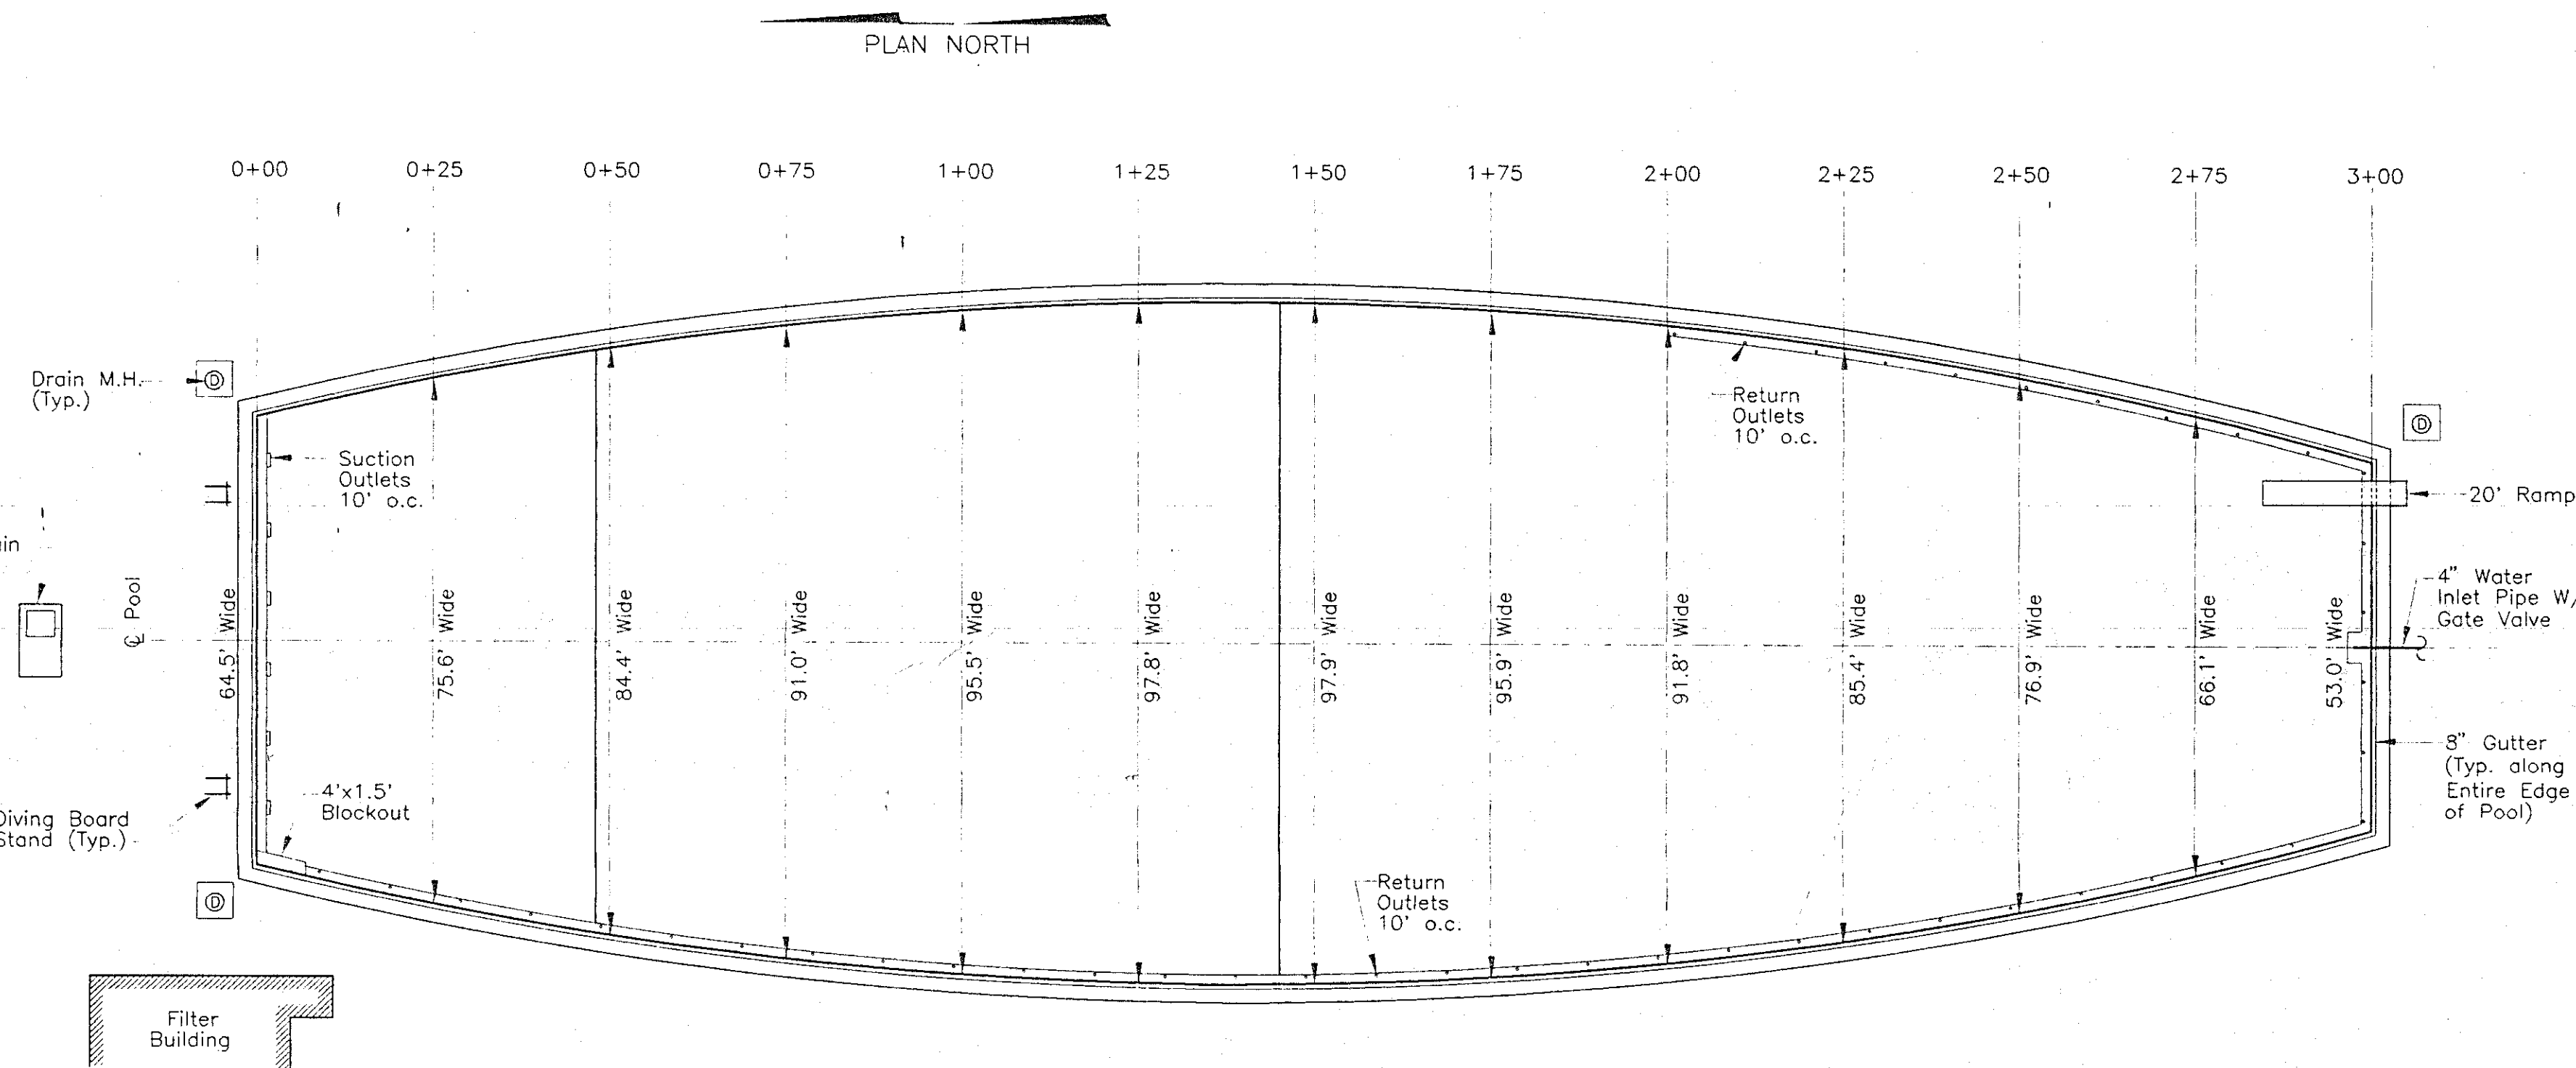 PLAN NORTH
0+00 0+25 0+50 0+75 1+00 1+25 1+50 1+75 2+00 2+25 2+50 2+75 3+00
Drain M.H.
(Typ.)
D
D
Return
Outlets
10' o.c.
Suction
Outlets
10' o.c.
20' Ramp
℄ Pool
64.5' Wide
75.6' Wide
84.4' Wide
91.0' Wide
95.5' Wide
97.8' Wide
97.9' Wide
95.9' Wide
91.8' Wide
85.4' Wide
76.9' Wide
66.1' Wide
53.0' Wide
4" Water
Inlet Pipe W/
Gate Valve
8" Gutter
(Typ. along
Entire Edge
of Pool)
4'x1.5'
Blockout
Diving Board
Stand (Typ.)
D
Return
Outlets
10' o.c.
Filter
Building